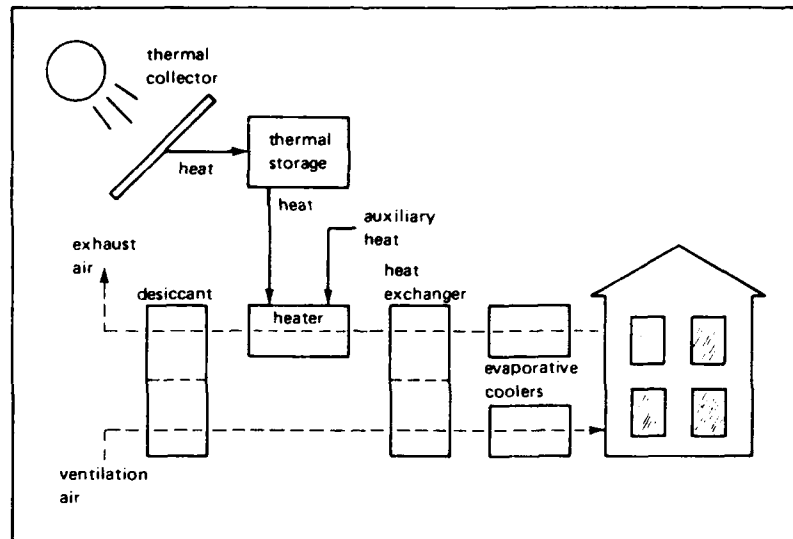 thermal
collector
thermal
storage
heat
heat
auxiliary
heat
exhaust
air
desiccant
heater
heat
exchanger
evaporative
coolers
ventilation
air